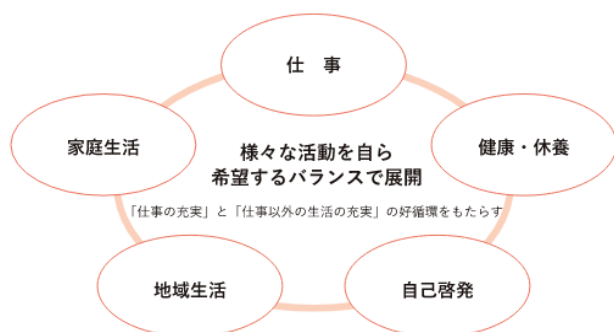 仕　事
家庭生活
健康・休養
様々な活動を自ら
希望するバランスで展開
「仕事の充実」と「仕事以外の生活の充実」の好循環をもたらす
地域生活
自己啓発